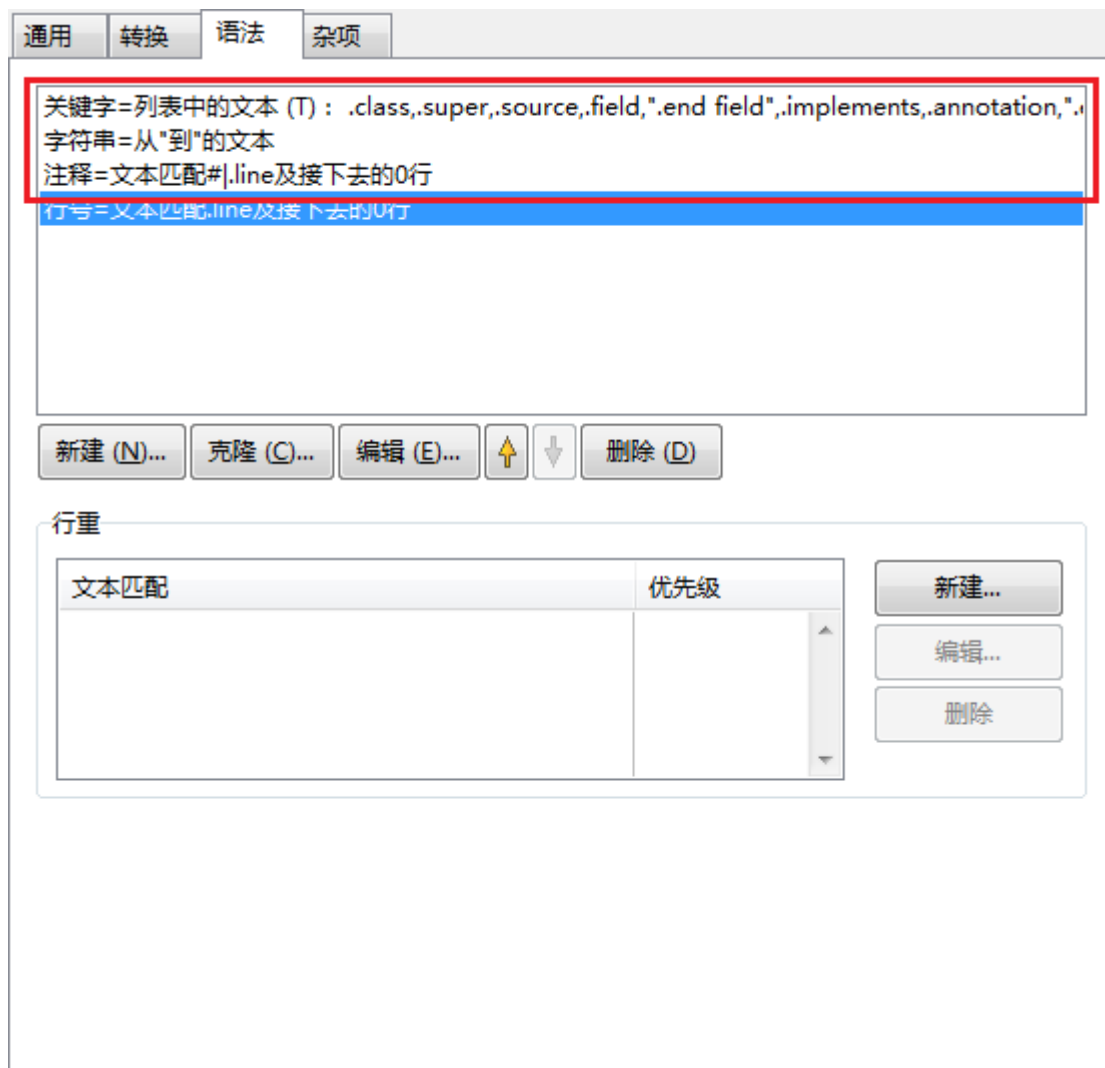 通用 转换 语法 杂项
关键字=列表中的文本 (T)： .class,.super,.source,.field,".end field",.implements,.annotation,".
字符串=从"到"的文本
注释=文本匹配#|.line及接下去的0行
行号=文本匹配.line及接下去的0行
新建 (N)... 克隆 (C)... 编辑 (E)... 删除 (D)
行重
文本匹配 优先级 新建...
编辑...
删除